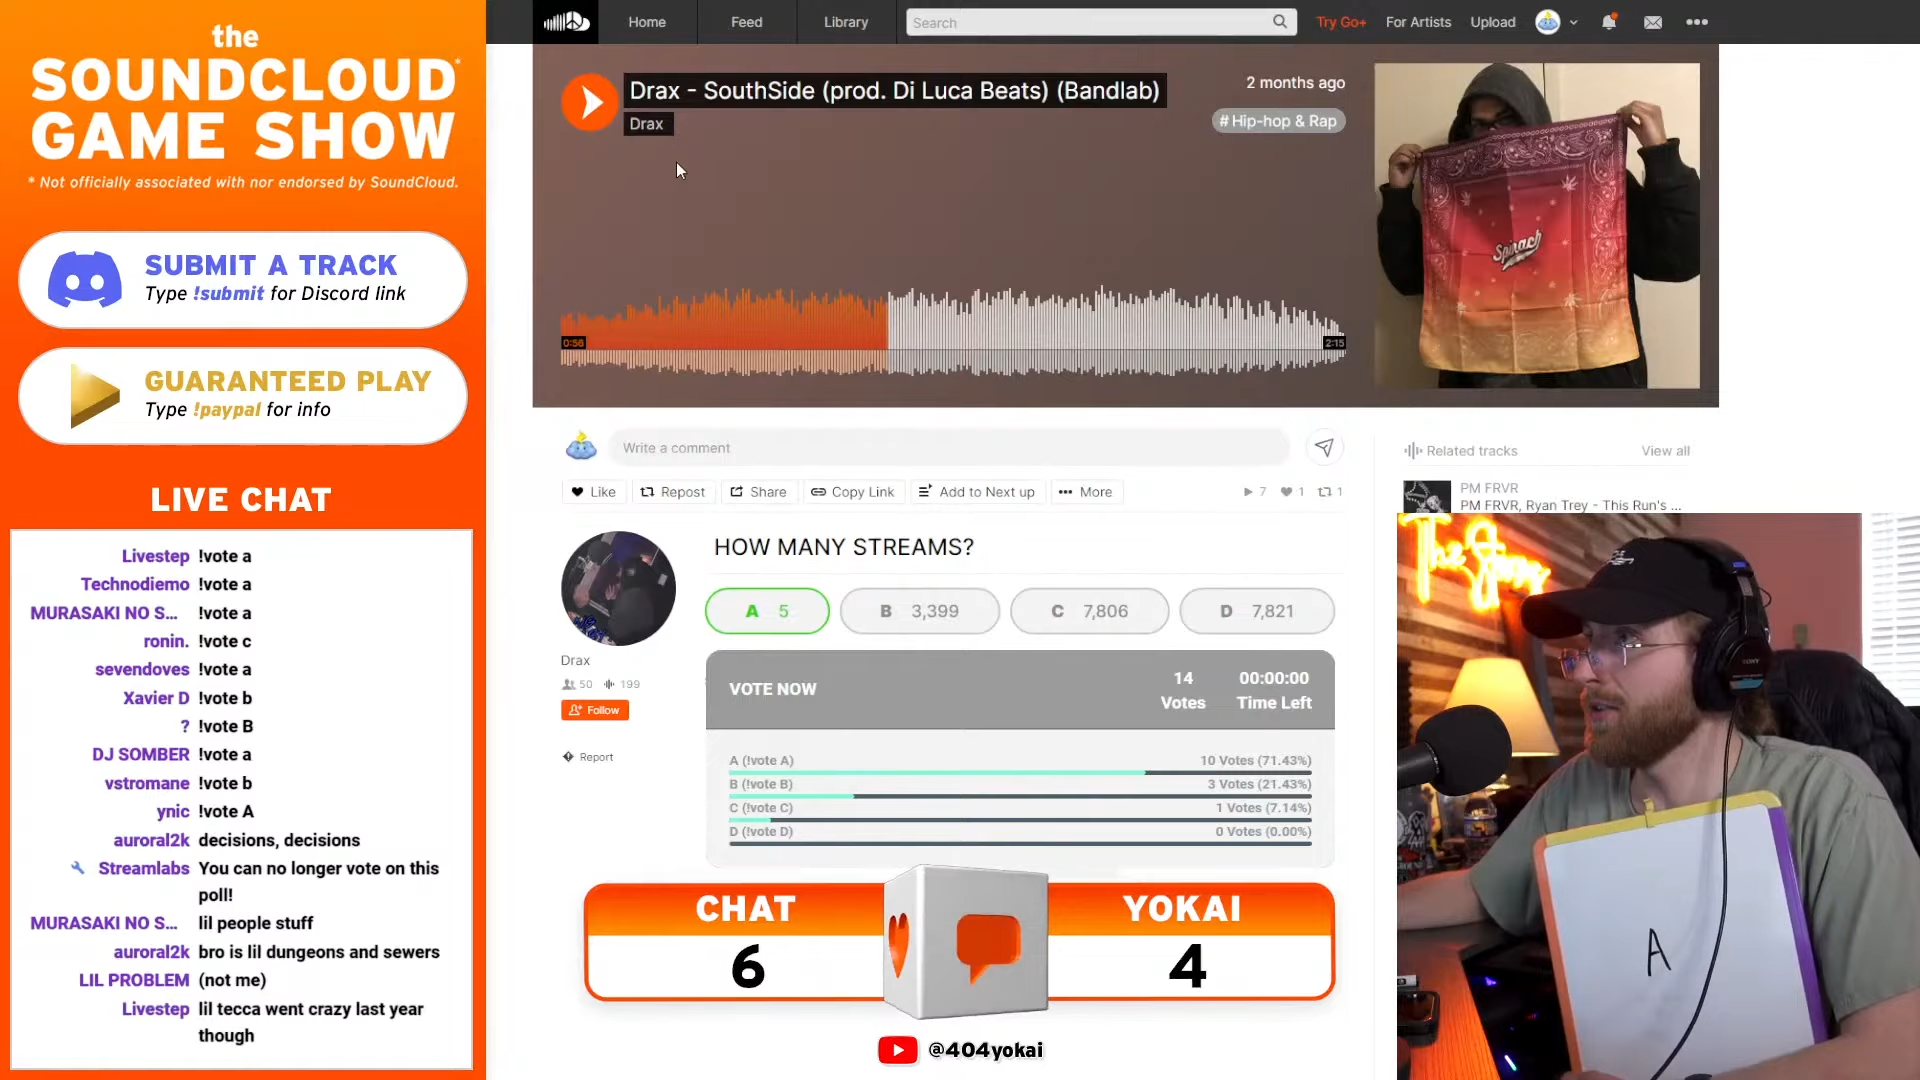 the
SOUNDCLOUD*
GAME SHOW
* Not officially associated with nor endorsed by SoundCloud.
SUBMIT A TRACK
Type !submit for Discord link
GUARANTEED PLAY
Type !paypal for info
LIVE CHAT
Livestep !vote a
Technodiemo !vote a
MURASAKI NO S... !vote a
ronin. !vote c
sevendoves !vote a
Xavier D !vote b
? !vote B
DJ SOMBER !vote a
vstromane !vote b
ynic !vote A
auroral2k decisions, decisions
Streamlabs You can no longer vote on this
poll!
MURASAKI NO S... lil people stuff
auroral2k bro is lil dungeons and sewers
LIL PROBLEM (not me)
Livestep lil tecca went crazy last year
though
Home Feed Library Search Try Go+ For Artists Upload
Drax - SouthSide (prod. Di Luca Beats) (Bandlab)
Drax
2 months ago
# Hip-hop & Rap
Spinach
0:56
2:15
Write a comment
Like Repost Share Copy Link Add to Next up More
7 1 1
Related tracks View all
PM FRVR
PM FRVR, Ryan Trey - This Run's ...
HOW MANY STREAMS?
A 5 B 3,399 C 7,806 D 7,821
Drax
50 199
Follow
Report
VOTE NOW
14
Votes
00:00:00
Time Left
A (!vote A) 10 Votes (71.43%)
B (!vote B) 3 Votes (21.43%)
C (!vote C) 1 Votes (7.14%)
D (!vote D) 0 Votes (0.00%)
CHAT
6
YOKAI
4
@404yokai
SONY
A